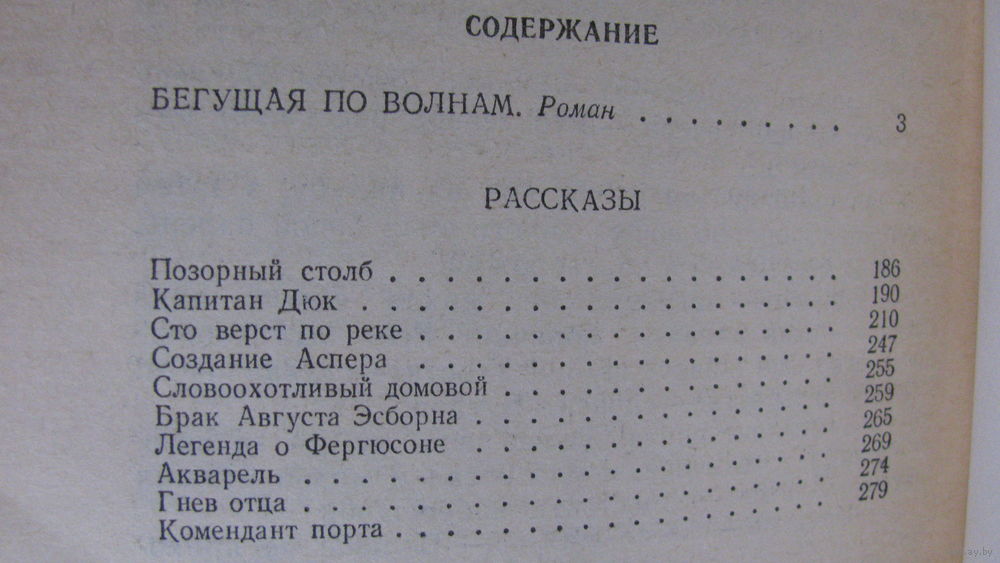 СОДЕРЖАНИЕ
БЕГУЩАЯ ПО ВОЛНАМ. Роман . . . . . . . . . 3
РАССКАЗЫ
Позорный столб . . . . . . . . . . . . . . . . 186
Капитан Дюк . . . . . . . . . . . . . . . . . 190
Сто верст по реке . . . . . . . . . . . . . . . 210
Создание Аспера . . . . . . . . . . . . . . . 247
Словоохотливый домовой . . . . . . . . . . . . 255
Брак Августа Эсборна . . . . . . . . . . . . . 259
Легенда о Фергюсоне . . . . . . . . . . . . . 265
Акварель . . . . . . . . . . . . . . . . . . . 269
Гнев отца . . . . . . . . . . . . . . . . . . . 274
Комендант порта . . . . . . . . . . . . . . . 279
ay.by